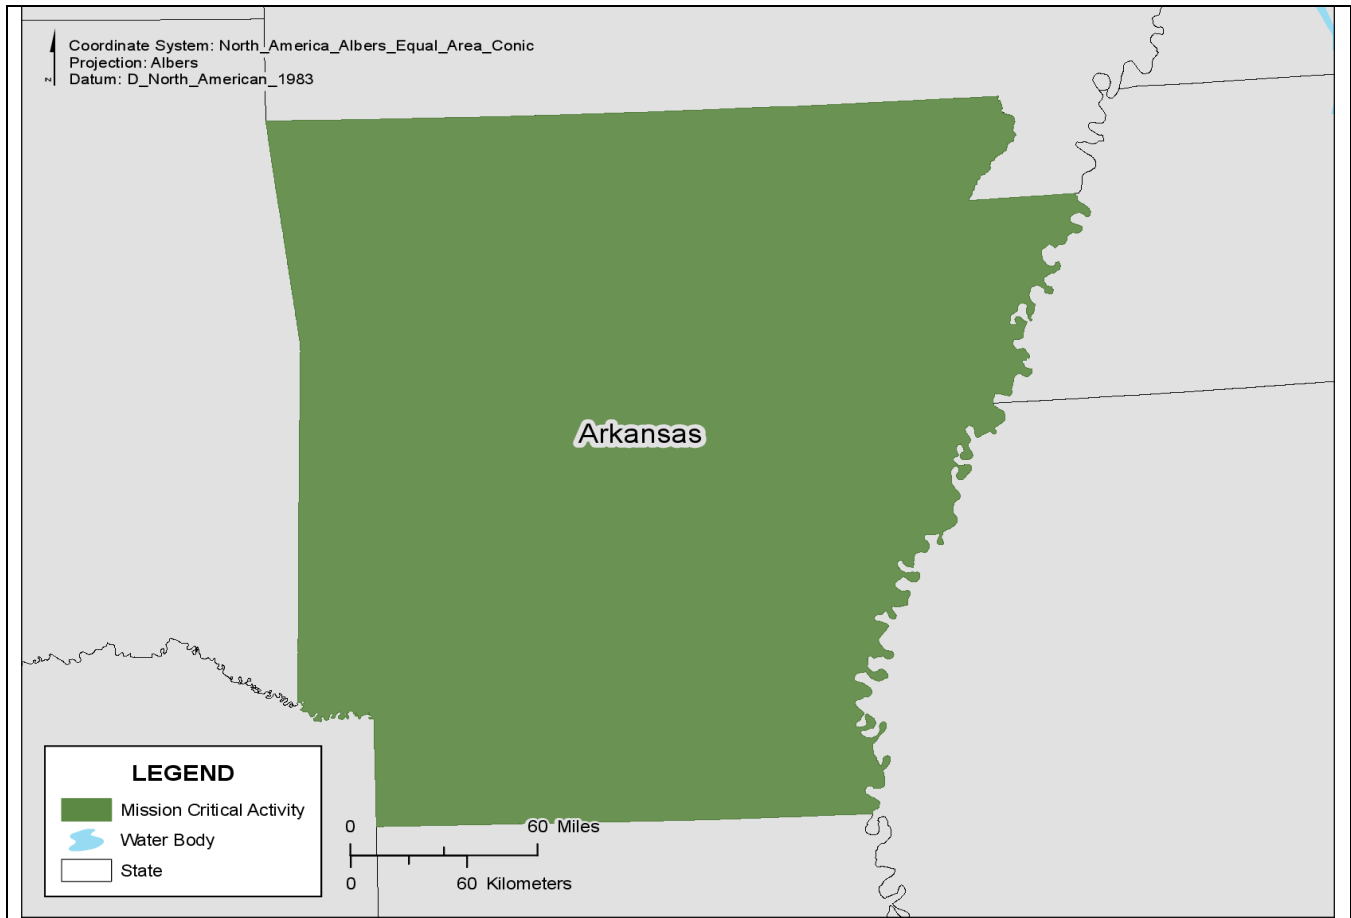 Coordinate System: North_America_Albers_Equal_Area_Conic
Projection: Albers
Datum: D_North_American_1983
N
Arkansas
LEGEND
Mission Critical Activity
Water Body
State
0 60 Miles
0 60 Kilometers